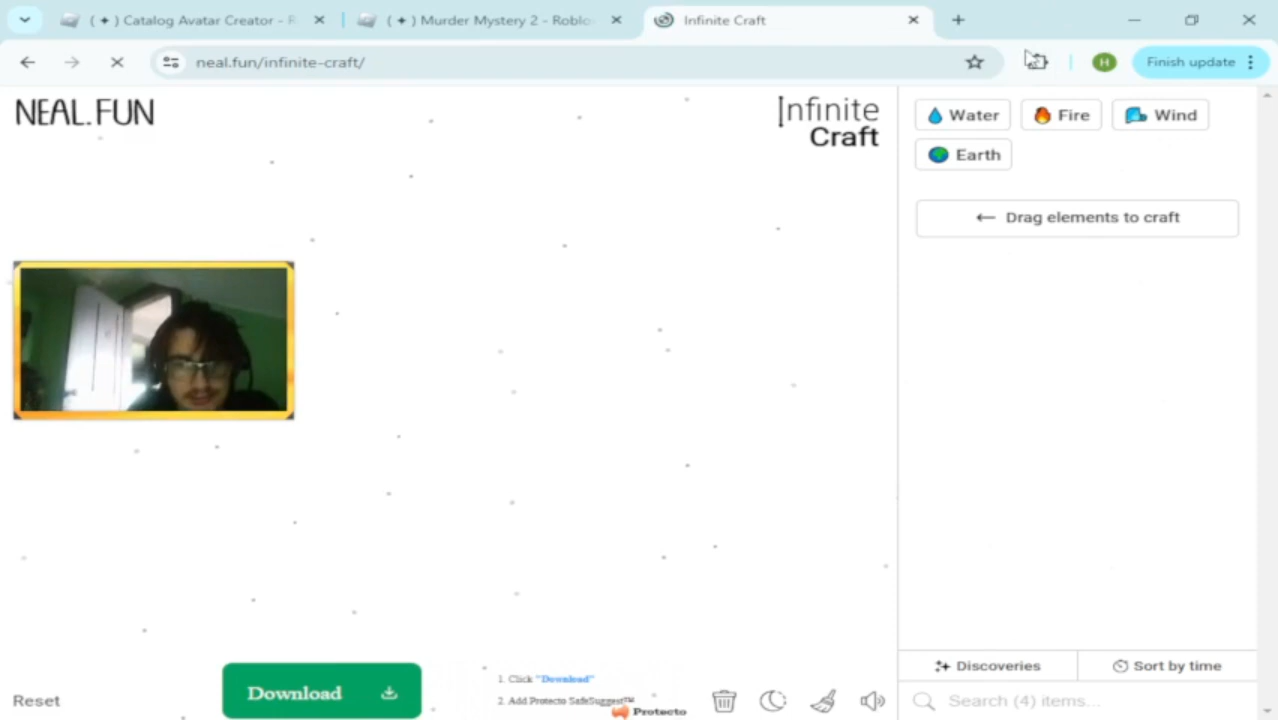 ( ✦ ) Catalog Avatar Creator - R
( ✦ ) Murder Mystery 2 - Roblo
Infinite Craft
neal.fun/infinite-craft/
H
Finish update
NEAL.FUN
Infinite
Craft
Water
Fire
Wind
Earth
← Drag elements to craft
Discoveries
Sort by time
Reset
Download
1. Click "Download"
2. Add Protecto SafeSuggest™
Protecto
Search (4) items...